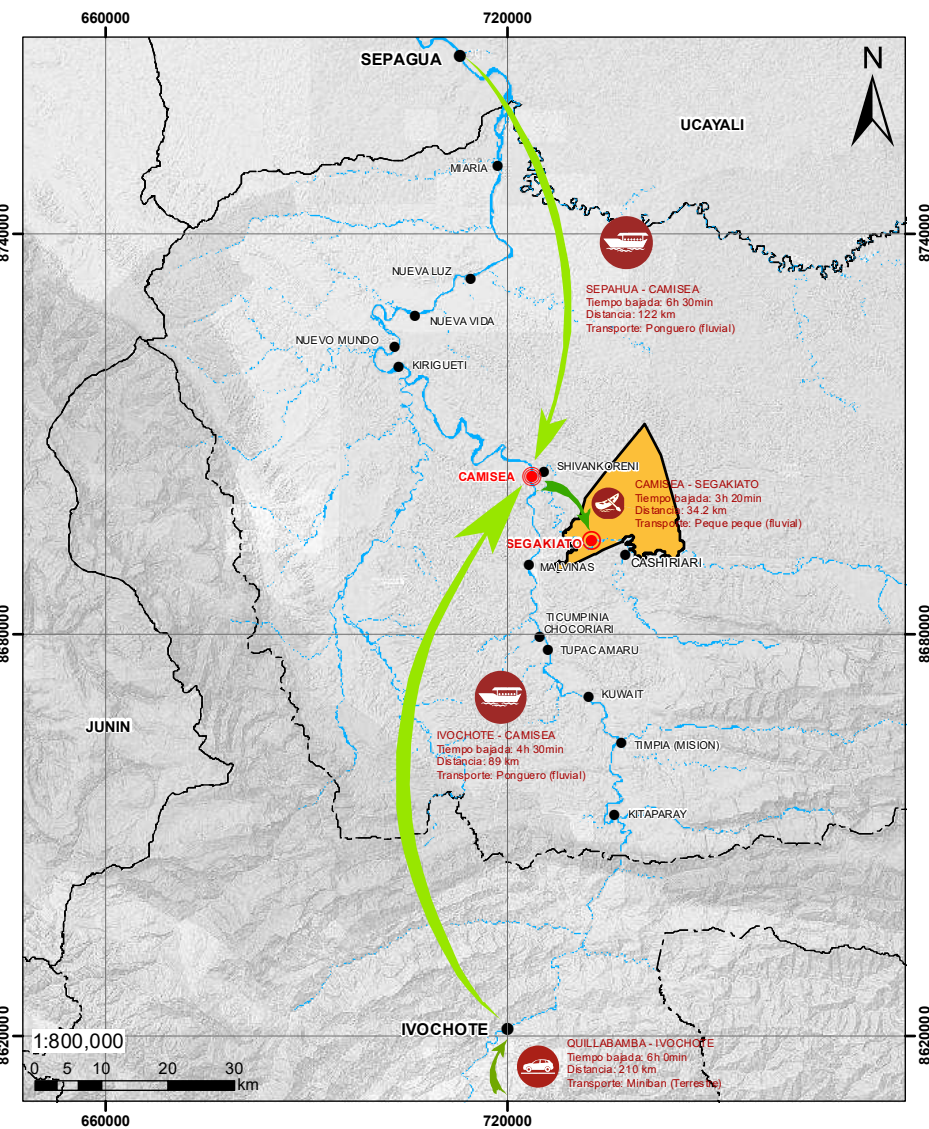 660000
720000
SEPAGUA
N
UCAYALI
MIARIA
8740000
8740000
NUEVA LUZ
SEPAHUA - CAMISEA
Tiempo bajada: 6h 30min
Distancia: 122 km
Transporte: Ponguero (fluvial)
NUEVA VIDA
NUEVO MUNDO
KIRIGUETI
SHIVANKORENI
CAMISEA
CAMISEA - SEGAKIATO
Tiempo bajada: 3h 20min
Distancia: 34.2 km
Transporte: Peque peque (fluvial)
SEGAKIATO
MALVINAS
CASHIRIARI
TICUMPINIA
CHOCORIARI
8680000
8680000
TUPAC AMARU
KUWAIT
JUNIN
IVOCHOTE - CAMISEA
Tiempo bajada: 4h 30min
Distancia: 89 km
Transporte: Ponguero (fluvial)
TIMPIA (MISION)
KITAPARAY
IVOCHOTE
8620000
8620000
1:800,000
QUILLABAMBA - IVOCHOTE
Tiempo bajada: 6h 0min
Distancia: 210 km
Transporte: Miniban (Terrestre)
0 5 10 20 30
km
660000
720000